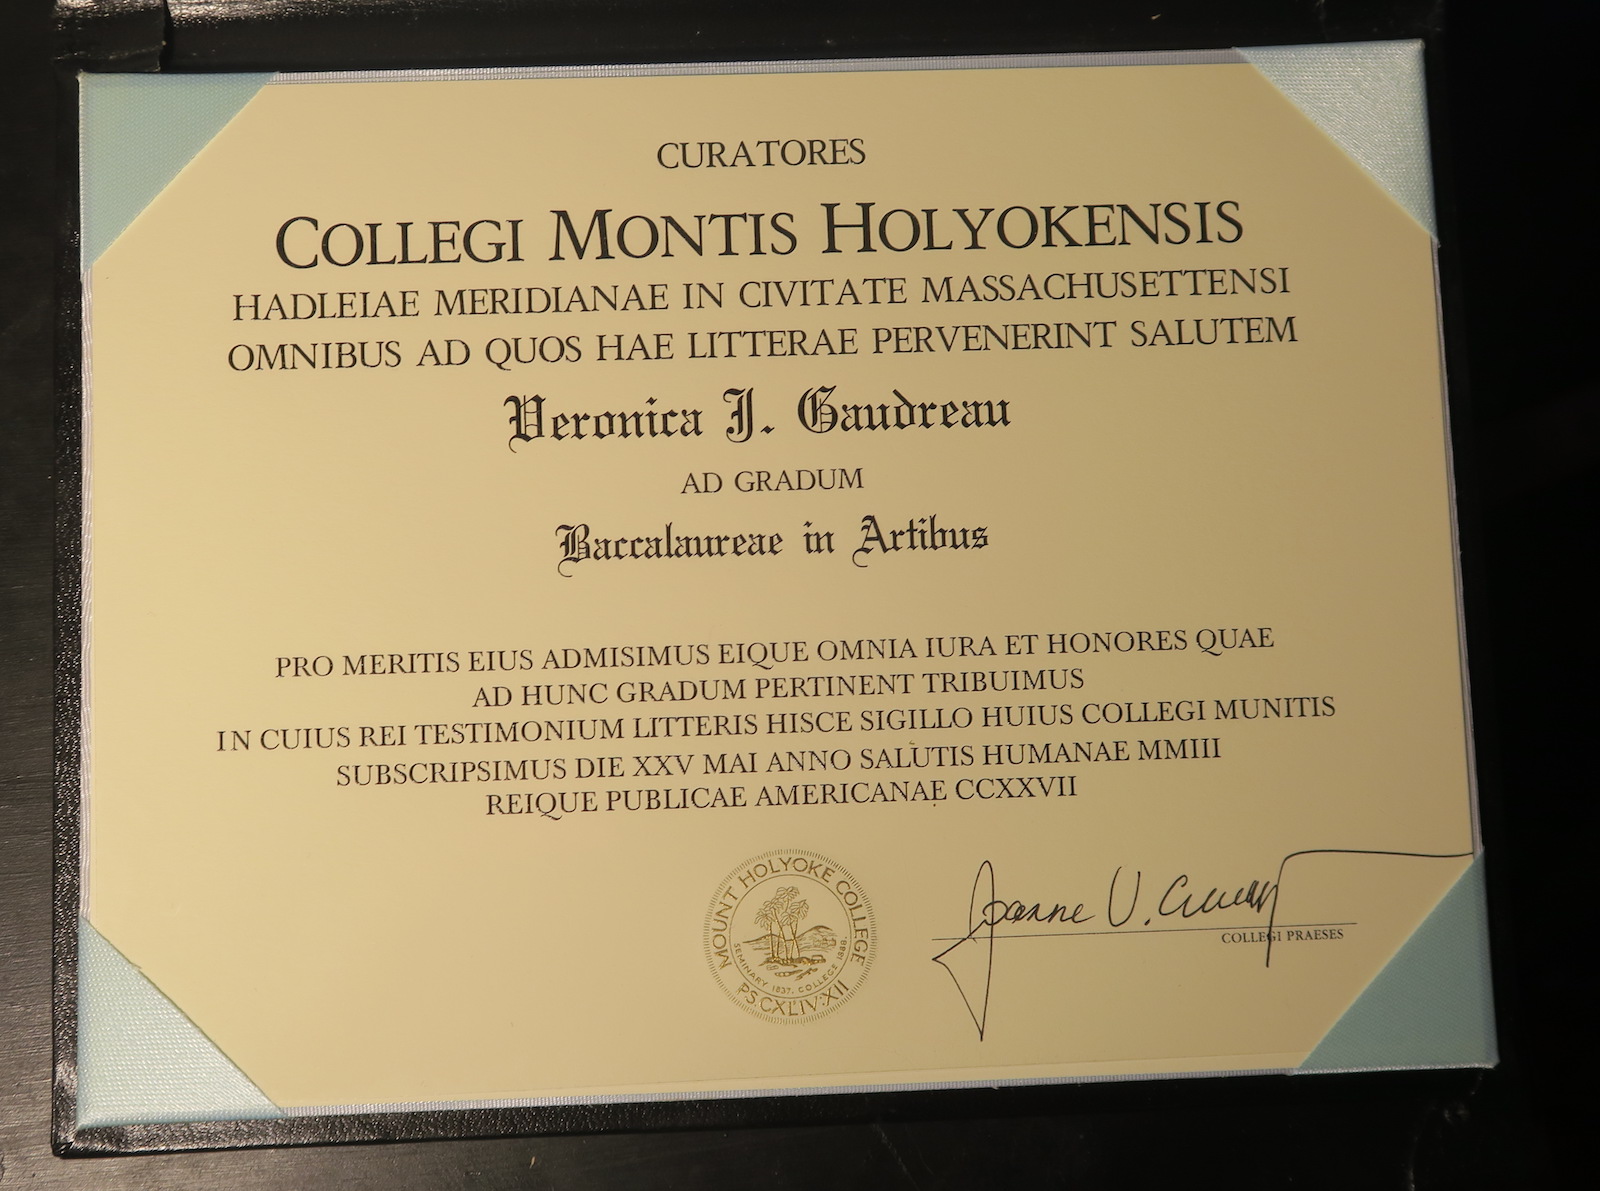 CURATORES
COLLEGI MONTIS HOLYOKENSIS
HADLEIAE MERIDIANAE IN CIVITATE MASSACHUSETTENSI
OMNIBUS AD QUOS HAE LITTERAE PERVENERINT SALUTEM
Veronica J. Gaudreau
AD GRADUM
Baccalaureae in Artibus
PRO MERITIS EIUS ADMISIMUS EIQUE OMNIA IURA ET HONORES QUAE
AD HUNC GRADUM PERTINENT TRIBUIMUS
IN CUIUS REI TESTIMONIUM LITTERIS HISCE SIGILLO HUIUS COLLEGI MUNITIS
SUBSCRIPSIMUS DIE XXV MAI ANNO SALUTIS HUMANAE MMIII
REIQUE PUBLICAE AMERICANAE CCXXVII
MOUNT HOLYOKE COLLEGE
SEMINARY 1837. COLLEGE 1888.
PS.CXLIV:XII
Joanne V.
COLLEGI PRAESES